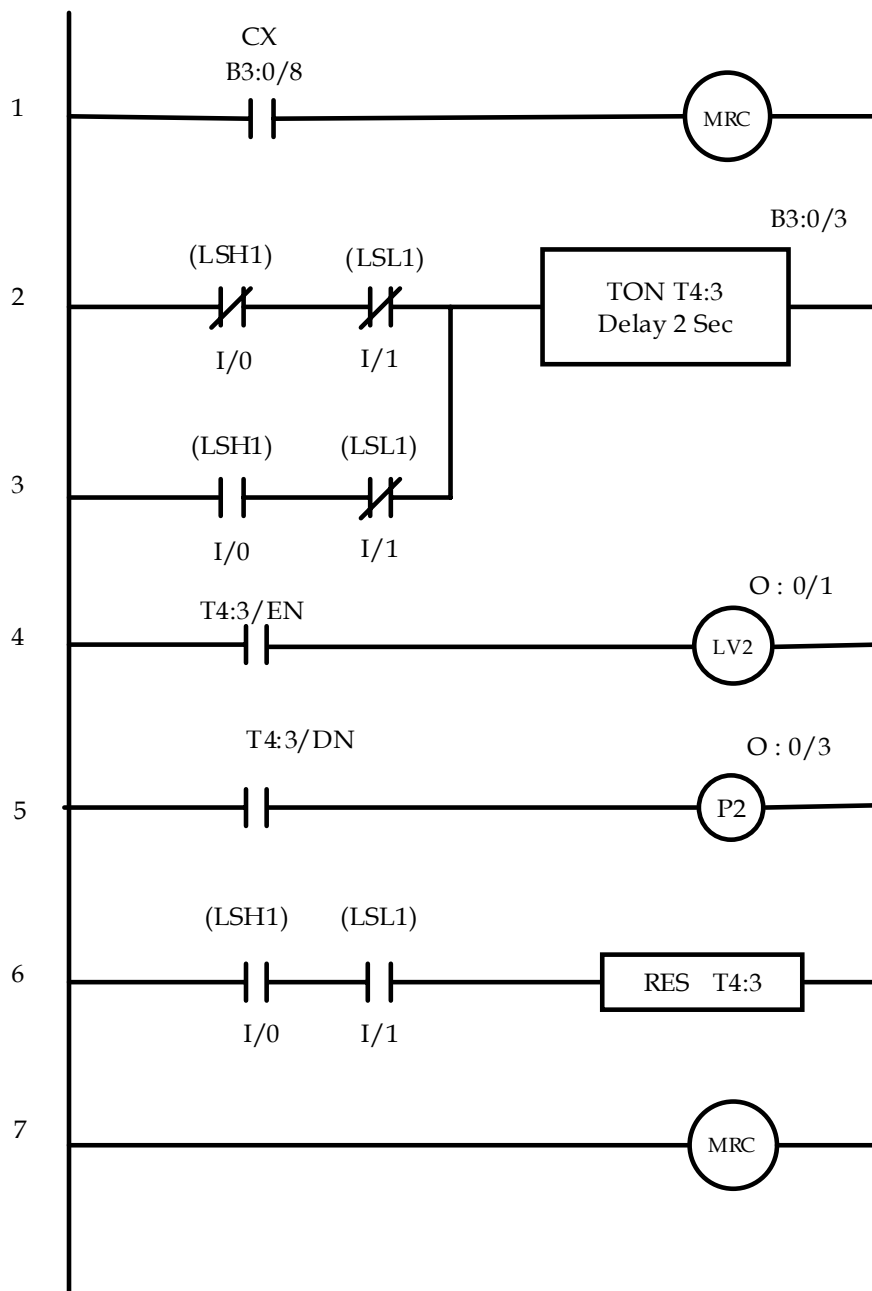 CX
B3:0/8
1
MRC
B3:0/3
(LSH1) (LSL1)
2
TON T4:3
Delay 2 Sec
I/0 I/1
(LSH1) (LSL1)
3
I/0 I/1
O : 0/1
T4:3/EN
4
LV2
T4:3/DN
O : 0/3
5
P2
(LSH1) (LSL1)
6
RES T4:3
I/0 I/1
7
MRC